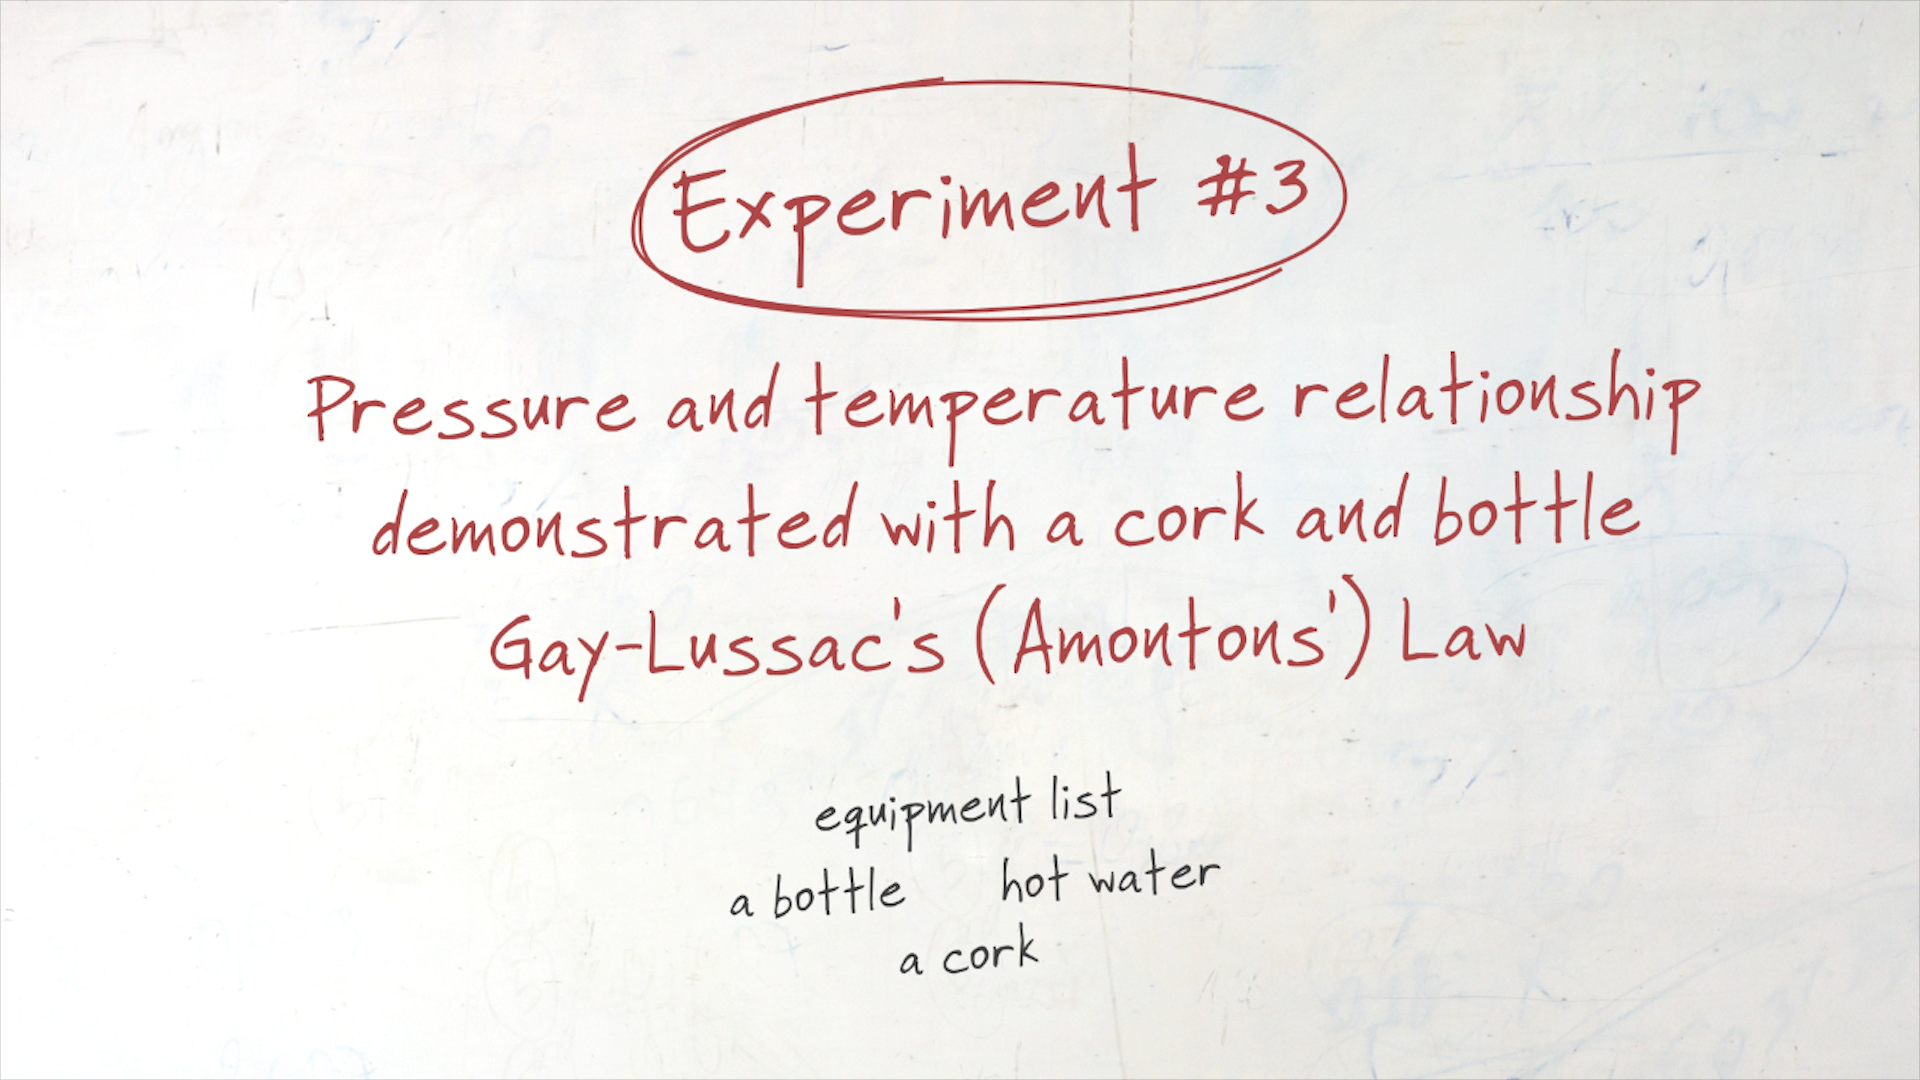 Experiment #3
Pressure and temperature relationship
demonstrated with a cork and bottle
Gay-Lussac's (Amontons') Law
equipment list
a bottle hot water
a cork